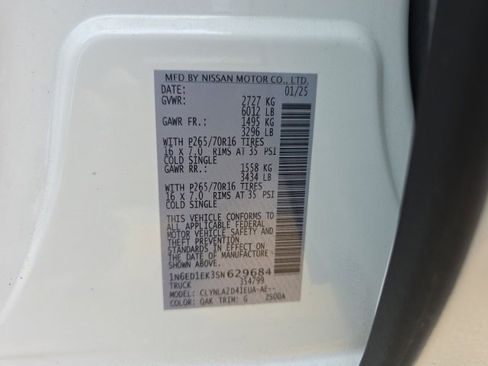 MFD BY NISSAN MOTOR CO., LTD.
DATE: 01/25
GVWR: 2727 KG
6012 LB
GAWR FR.: 1495 KG
3296 LB
WITH P265/70R16 TIRES
16 X 7.0 RIMS AT 35 PSI
COLD SINGLE
GAWR RR.: 1558 KG
3434 LB
WITH P265/70R16 TIRES
16 X 7.0 RIMS AT 35 PSI
COLD SINGLE
THIS VEHICLE CONFORMS TO
ALL APPLICABLE FEDERAL
MOTOR VEHICLE SAFETY AND
THEFT PREVENTION
STANDARDS IN EFFECT ON
THE DATE OF MANUFACTURE
SHOWN ABOVE.
1N6ED1EK3SN629684
TRUCK 354799
MODEL: CLYNLA2D41EUA-AE--
COLOR: QAK TRIM: G 2500A